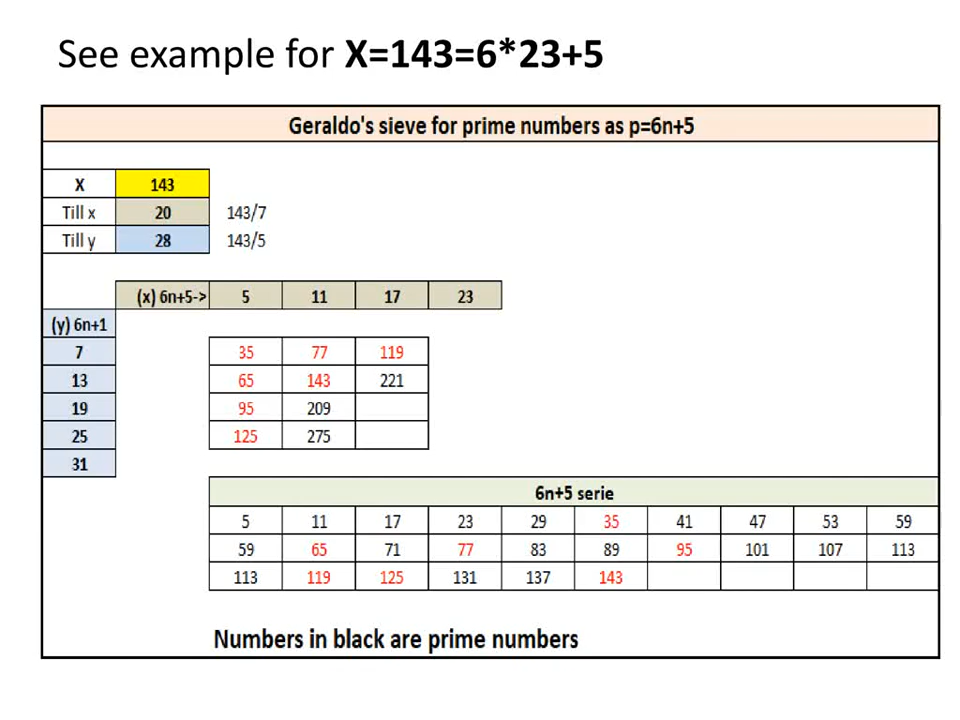 See example for X=143=6*23+5
Geraldo's sieve for prime numbers as p=6n+5
X 143
Till x 20 143/7
Till y 28 143/5
(x) 6n+5-> 5 11 17 23
(y) 6n+1
7 35 77 119
13 65 143 221
19 95 209
25 125 275
31
6n+5 serie
5 11 17 23 29 35 41 47 53 59
59 65 71 77 83 89 95 101 107 113
113 119 125 131 137 143
Numbers in black are prime numbers